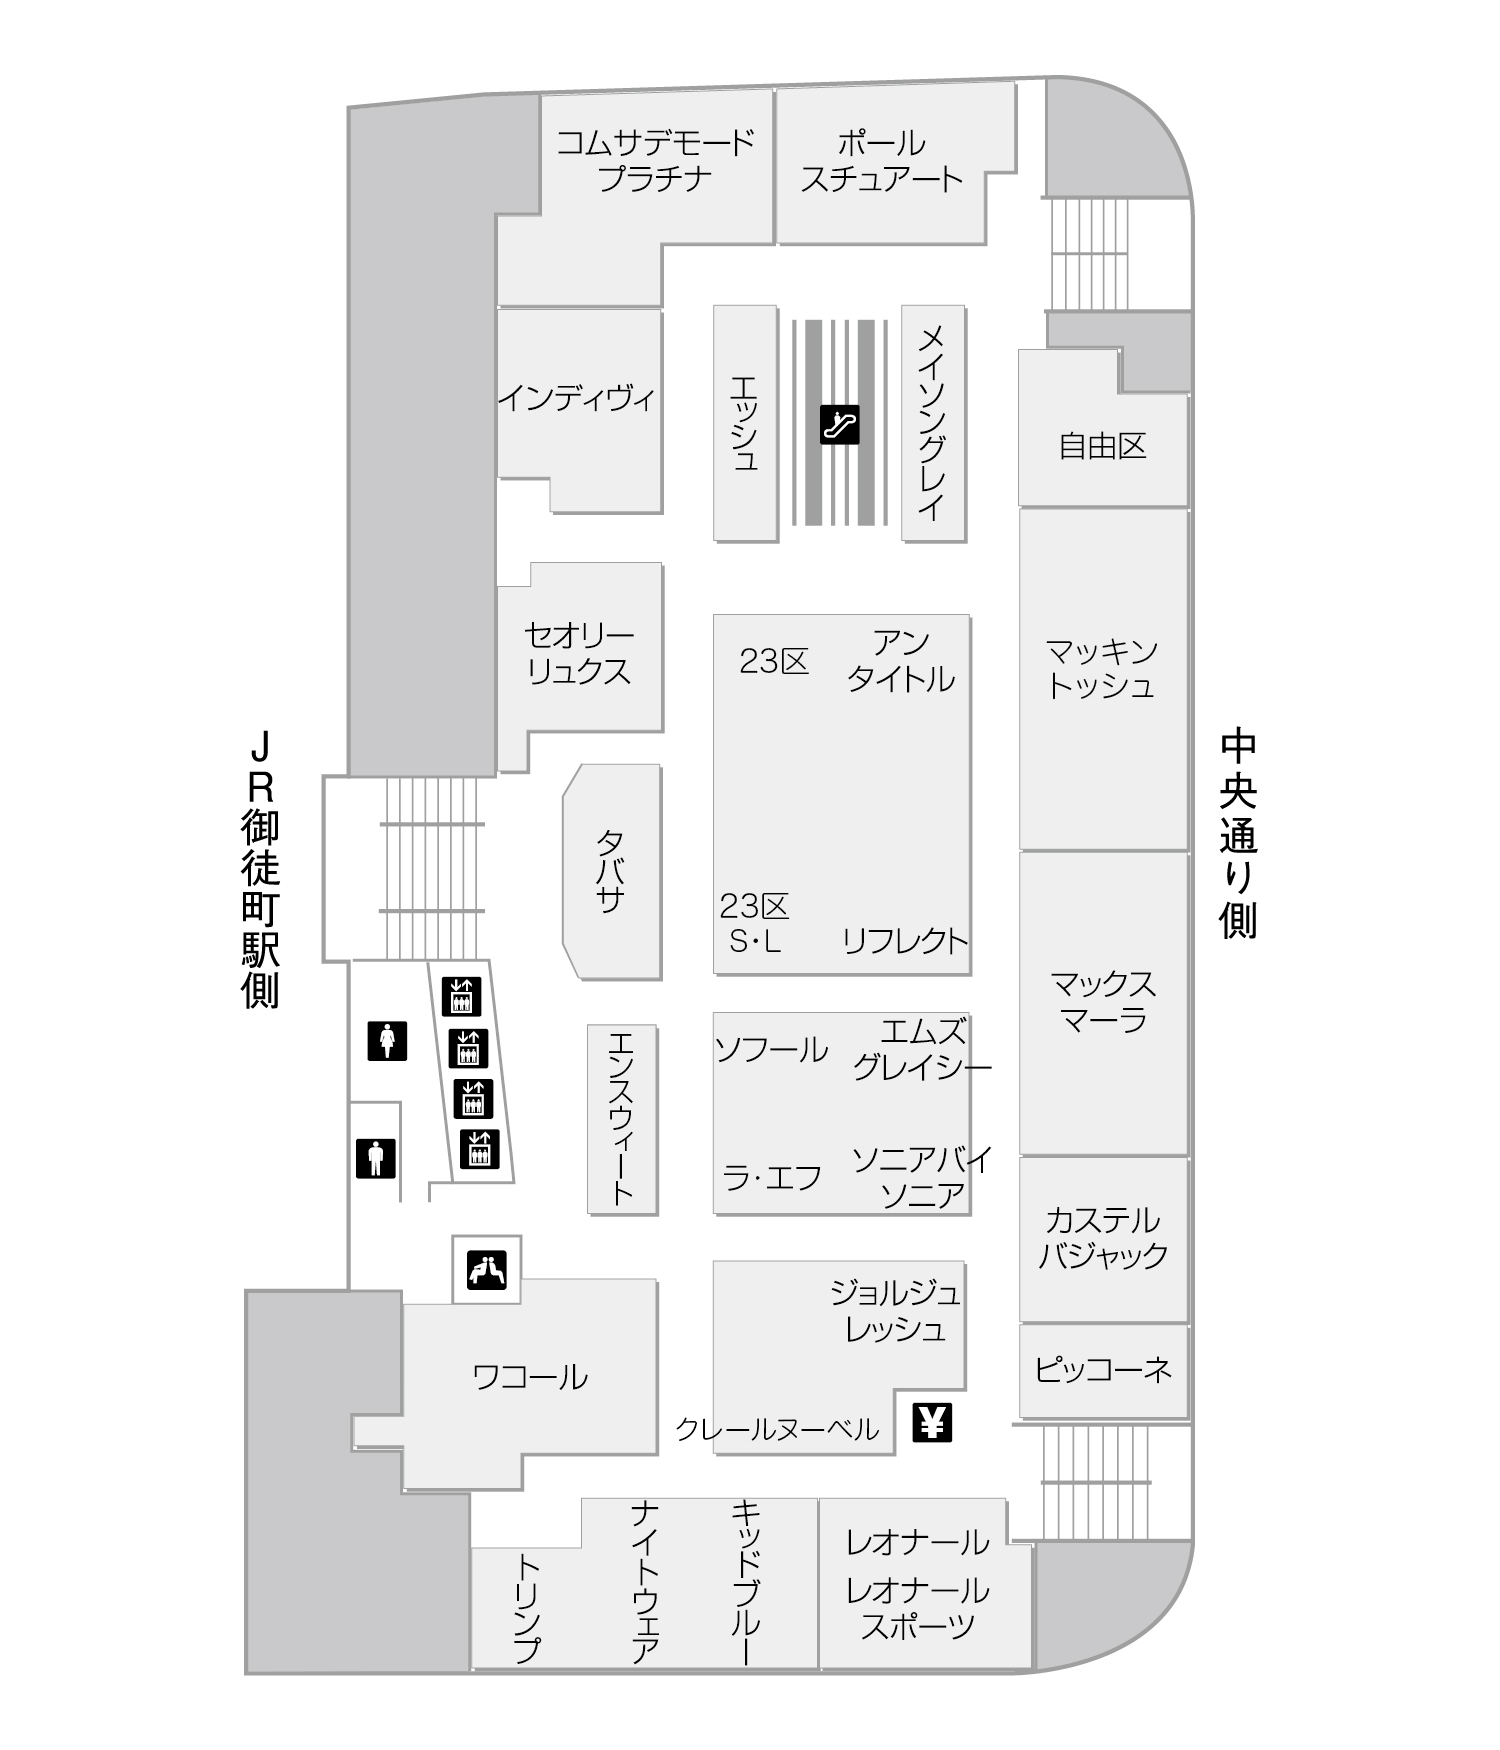 コムサデモード
プラチナ
ポール
スチュアート
インディヴィ
エッシュ
メイソングレイ
自由区
セオリー
リュクス
23区
アン
タイトル
マッキン
トッシュ
JR御徒町駅側
中央通り側
タバサ
23区
S・L
リフレクト
マックス
マーラ
エンスウィート
ソフール
エムズ
グレイシー
ラ・エフ
ソニアバイ
ソニア
カステル
バジャック
ジョルジュ
レッシュ
ピッコーネ
ワコール
クレールヌーベル
¥
トリンプ
ナイトウェア
キッドブルー
レオナール
レオナール
スポーツ